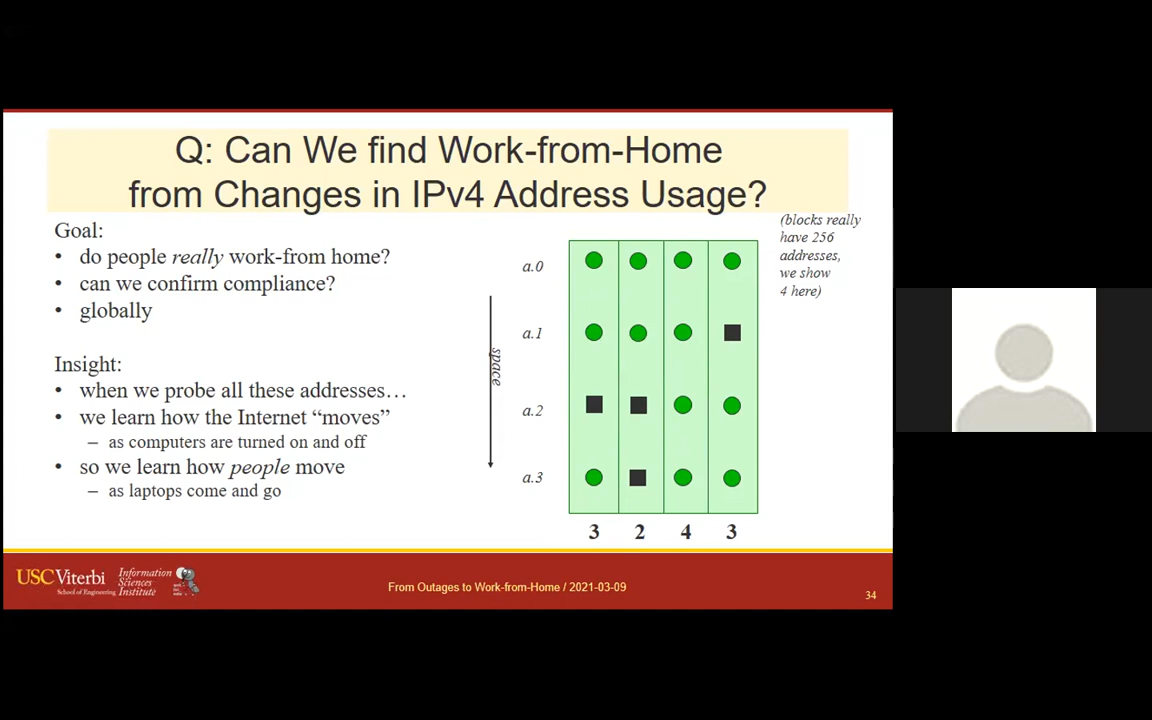 Q: Can We find Work-from-Home
from Changes in IPv4 Address Usage?
Goal:
• do people really work-from home?
• can we confirm compliance?
• globally
Insight:
• when we probe all these addresses…
• we learn how the Internet “moves”
– as computers are turned on and off
• so we learn how people move
– as laptops come and go
(blocks really
have 256
addresses,
we show
4 here)
a.0
a.1
space
a.2
a.3
3 2 4 3
USC Viterbi
School of Engineering
Information
Sciences
Institute
From Outages to Work-from-Home / 2021-03-09
34